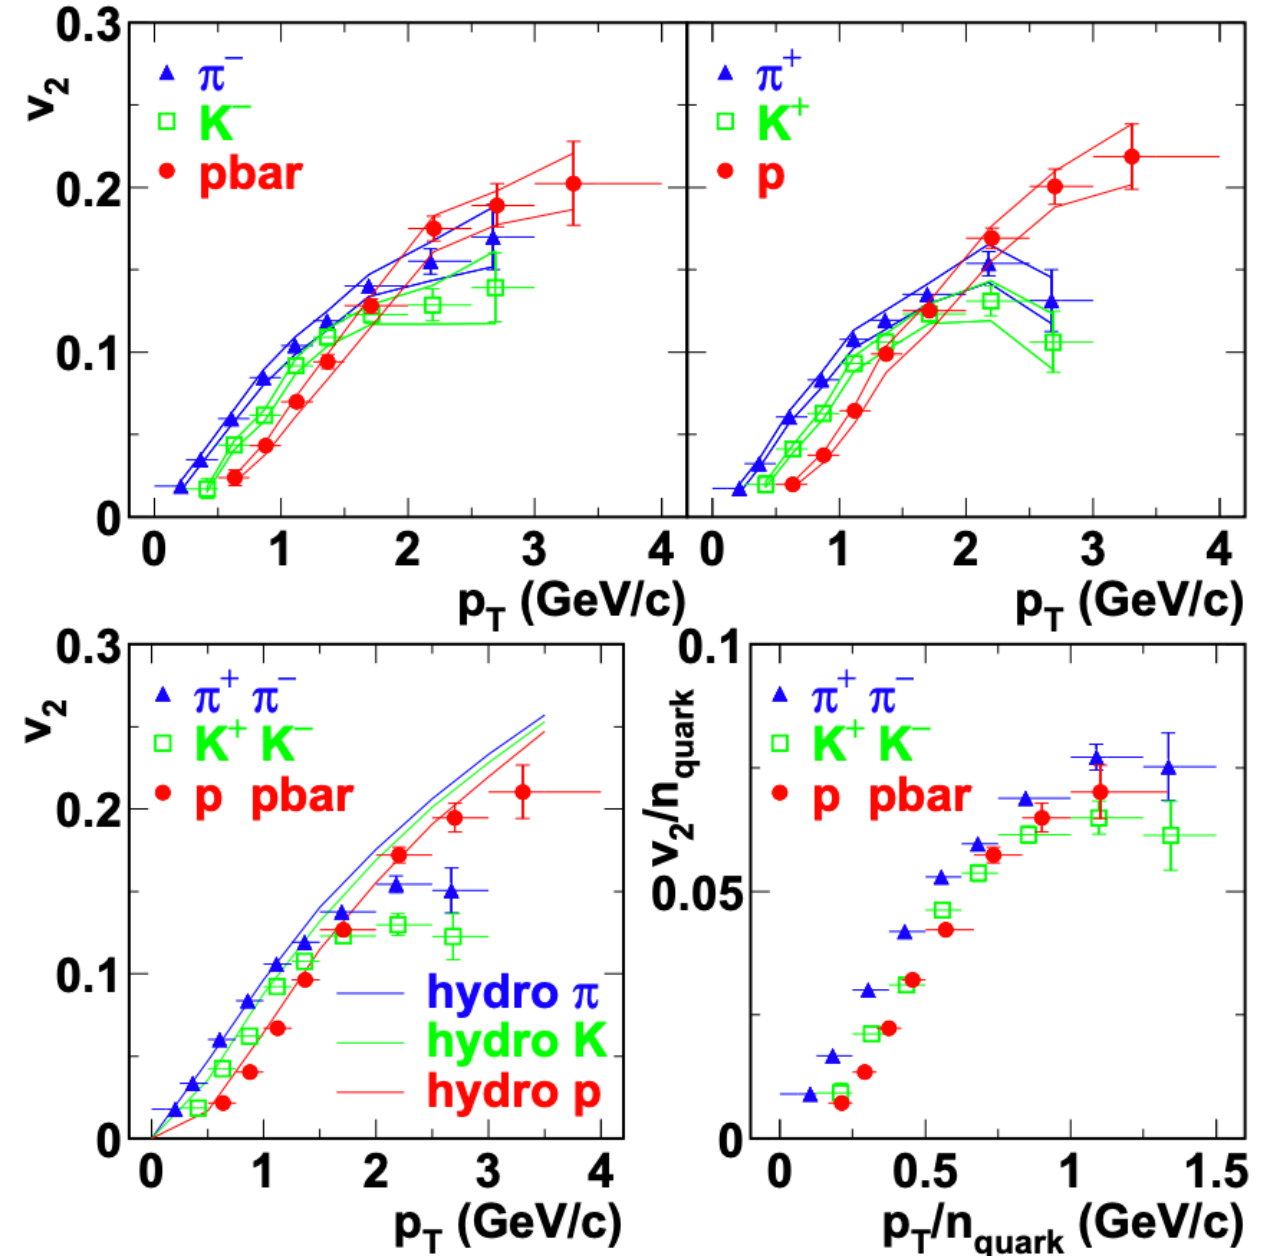 0.3
v2
0.2
0.1
0
π−
K−
pbar
0 1 2 3 4
pT (GeV/c)
π+
K+
p
0 1 2 3 4
pT (GeV/c)
0.3
v2
0.2
0.1
0
π+ π−
K+ K−
p pbar
hydro π
hydro K
hydro p
0 1 2 3 4
pT (GeV/c)
0.1
v2/nquark
0.05
0
π+ π−
K+ K−
p pbar
0 0.5 1 1.5
pT/nquark (GeV/c)